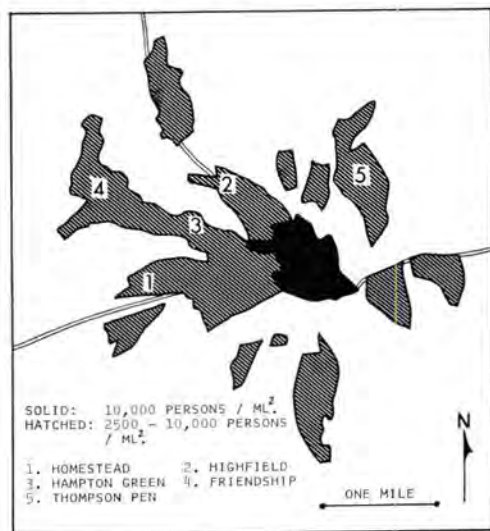 2
5
4
3
1
SOLID: 10,000 PERSONS / ML².
HATCHED: 2500 - 10,000 PERSONS
/ ML².
N
1. HOMESTEAD 2. HIGHFIELD
3. HAMPTON GREEN 4. FRIENDSHIP
5. THOMPSON PEN
ONE MILE